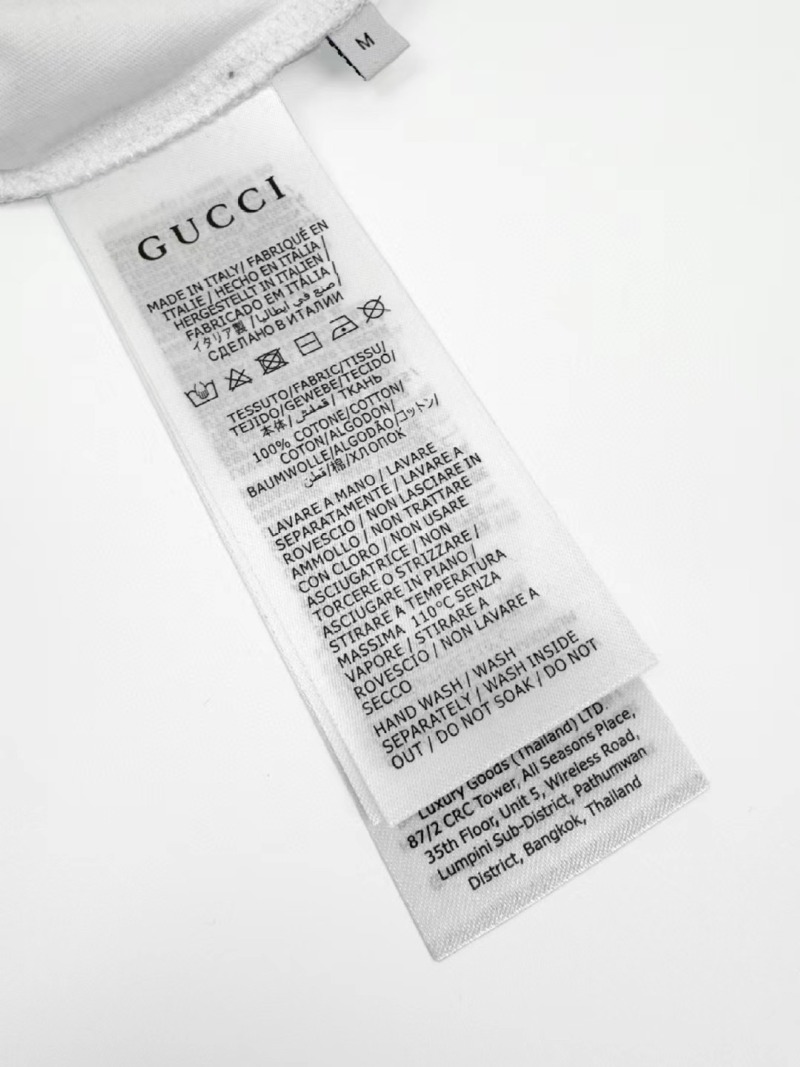 M
GUCCI
MADE IN ITALY/ FABRIQUÉ EN
ITALIE / HECHO EN ITALIA/
HERGESTELLT IN ITALIEN /
FABRICADO EM ITÁLIA /
イタリア製 /صنع في ايطاليا/
СДЕЛАНО В ИТАЛИИ
TESSUTO/FABRIC/TISSU/
TEJIDO/GEWEBE/TECIDO/
本体/ قماش / ТКАНЬ
100% COTONE/COTTON/
COTON/ALGODON/コットン/
BAUMWOLLE/ALGODÃO/
قطن/棉/ХЛОПОК
LAVARE A MANO / LAVARE
SEPARATAMENTE / LAVARE A
ROVESCIO / NON LASCIARE IN
AMMOLLO / NON TRATTARE
CON CLORO / NON USARE
ASCIUGATRICE / NON
TORCERE O STRIZZARE /
ASCIUGARE IN PIANO /
STIRARE A TEMPERATURA
MASSIMA 110°C SENZA
VAPORE / STIRARE A
ROVESCIO / NON LAVARE A
SECCO
HAND WASH / WASH
SEPARATELY / WASH INSIDE
OUT / DO NOT SOAK / DO NOT
Luxury Goods (Thailand) LTD.
87/2 CRC Tower, All Seasons Place,
35th Floor, Unit 5, Wireless Road,
Lumpini Sub-District, Pathumwan
District, Bangkok, Thailand